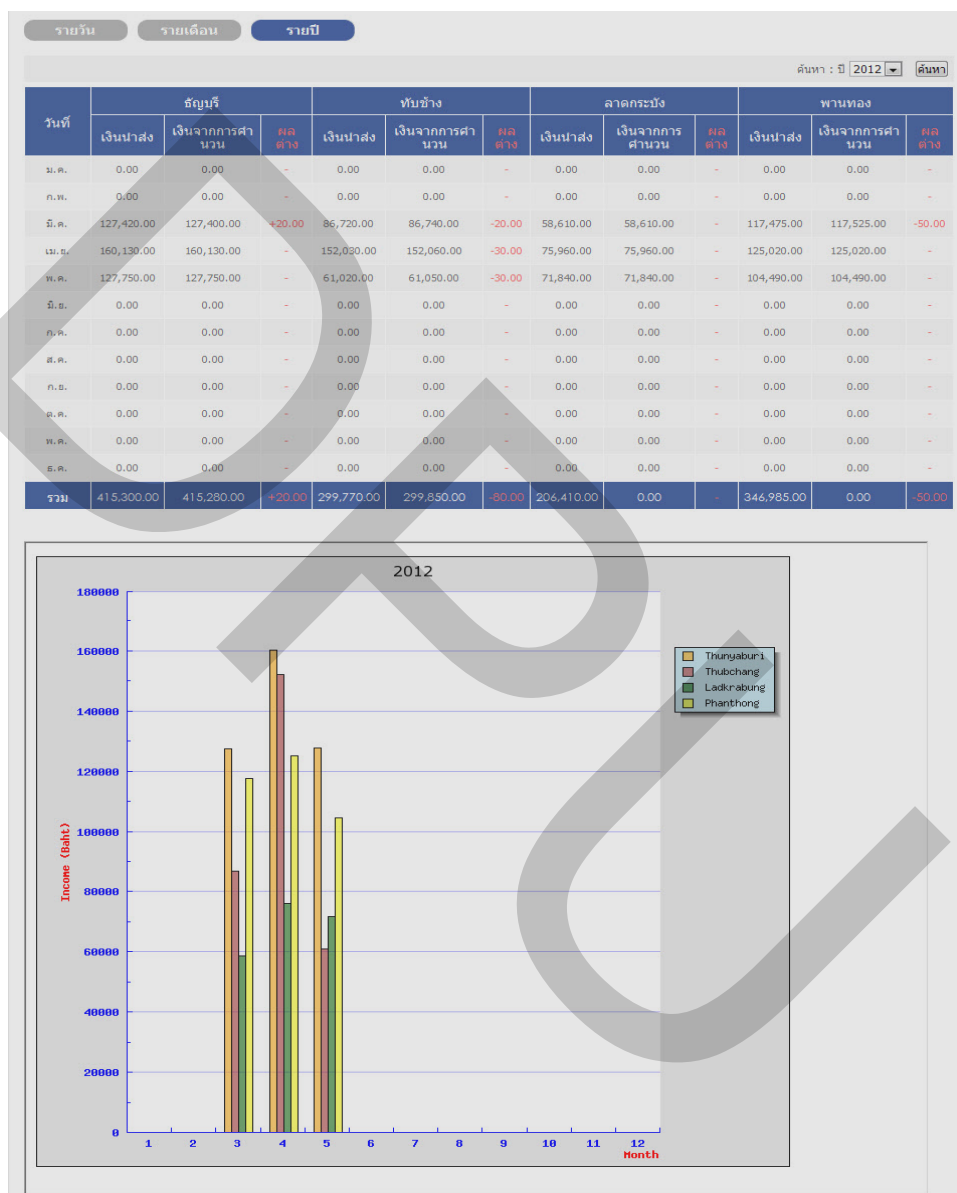 รายวัน รายเดือน รายปี
ค้นหา : ปี 2012 ค้นหา
วันที่ ธัญบุรี ทับช้าง ลาดกระบัง พานทอง
เงินนำส่ง เงินจากการคำนวน ผลต่าง เงินนำส่ง เงินจากการคำนวน ผลต่าง เงินนำส่ง เงินจากการคำนวน ผลต่าง เงินนำส่ง เงินจากการคำนวน ผลต่าง
ม.ค. 0.00 0.00 - 0.00 0.00 - 0.00 0.00 - 0.00 0.00 -
ก.พ. 0.00 0.00 - 0.00 0.00 - 0.00 0.00 - 0.00 0.00 -
มี.ค. 127,420.00 127,400.00 +20.00 86,720.00 86,740.00 -20.00 58,610.00 58,610.00 - 117,475.00 117,525.00 -50.00
เม.ย. 160,130.00 160,130.00 - 152,030.00 152,060.00 -30.00 75,960.00 75,960.00 - 125,020.00 125,020.00 -
พ.ค. 127,750.00 127,750.00 - 61,020.00 61,050.00 -30.00 71,840.00 71,840.00 - 104,490.00 104,490.00 -
มิ.ย. 0.00 0.00 - 0.00 0.00 - 0.00 0.00 - 0.00 0.00 -
ก.ค. 0.00 0.00 - 0.00 0.00 - 0.00 0.00 - 0.00 0.00 -
ส.ค. 0.00 0.00 - 0.00 0.00 - 0.00 0.00 - 0.00 0.00 -
ก.ย. 0.00 0.00 - 0.00 0.00 - 0.00 0.00 - 0.00 0.00 -
ต.ค. 0.00 0.00 - 0.00 0.00 - 0.00 0.00 - 0.00 0.00 -
พ.ค. 0.00 0.00 - 0.00 0.00 - 0.00 0.00 - 0.00 0.00 -
ธ.ค. 0.00 0.00 - 0.00 0.00 - 0.00 0.00 - 0.00 0.00 -
รวม 415,300.00 415,280.00 +20.00 299,770.00 299,850.00 -80.00 206,410.00 0.00 - 346,985.00 0.00 -50.00
2012
180000
160000
140000
120000
100000
80000
60000
40000
20000
0
Income (Baht)
1 2 3 4 5 6 7 8 9 10 11 12
Month
Thunyaburi
Thubchang
Ladkrabung
Phanthong
DPU